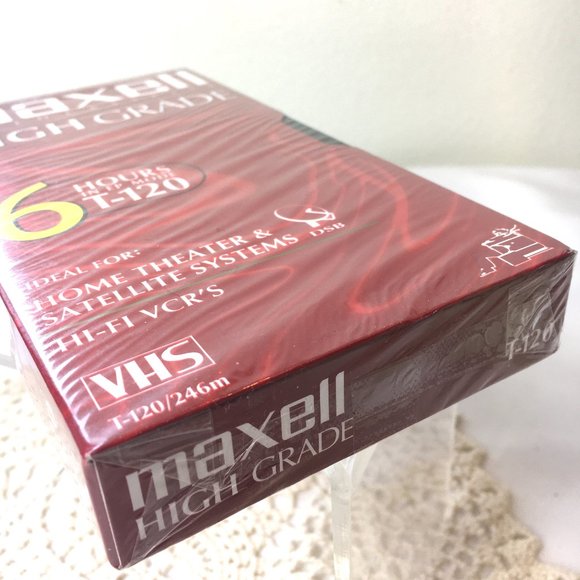 maxell
HIGH GRADE
6 HOURS
T-120
IDEAL FOR:
HOME THEATER &
SATELLITE SYSTEMS DSB
HI-FI VCR'S
VHS
T-120/246m
maxell
HIGH GRADE
T-120